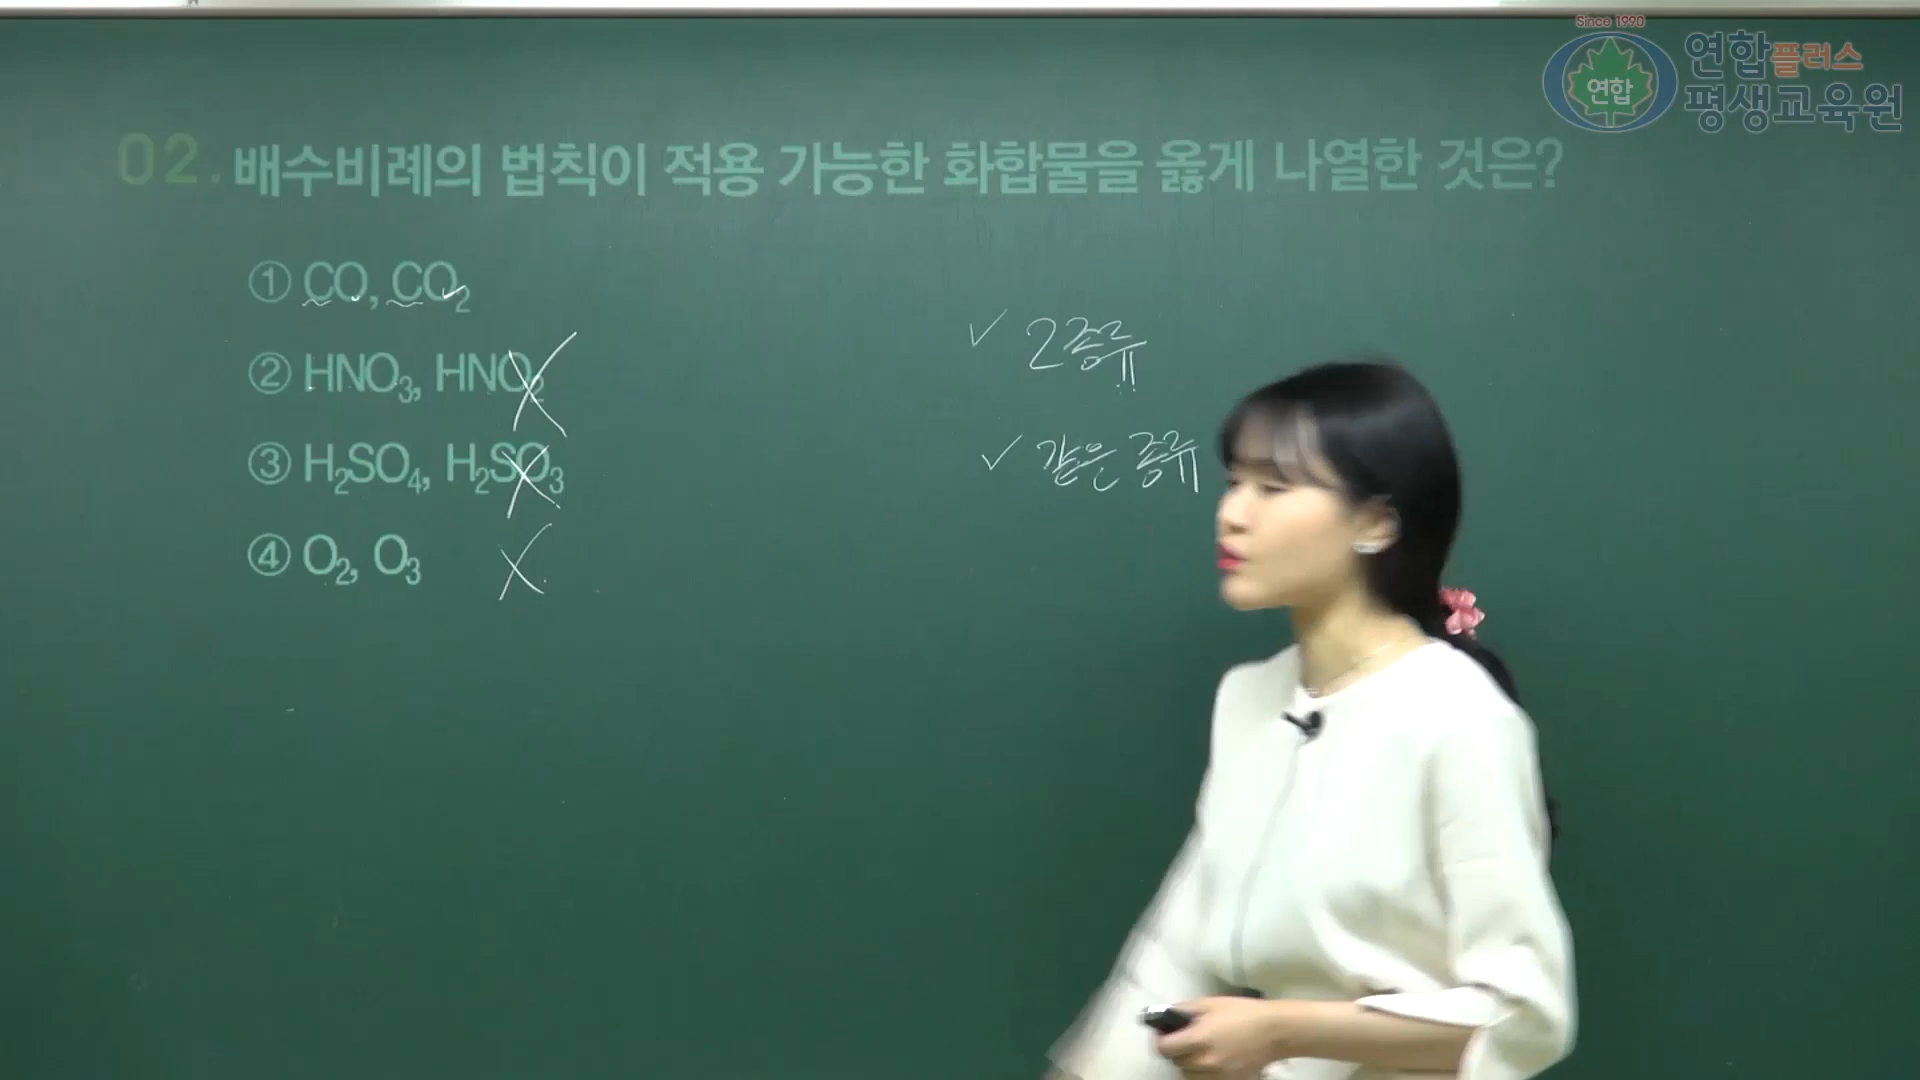 Since 1990
연합
연합플러스
평생교육원
02. 배수비례의 법칙이 적용 가능한 화합물을 옳게 나열한 것은?
① CO, CO₂
② HNO₃, HNO₂
③ H₂SO₄, H₂SO₃
④ O₂, O₃
✓ 2종류
✓ 같은 종류